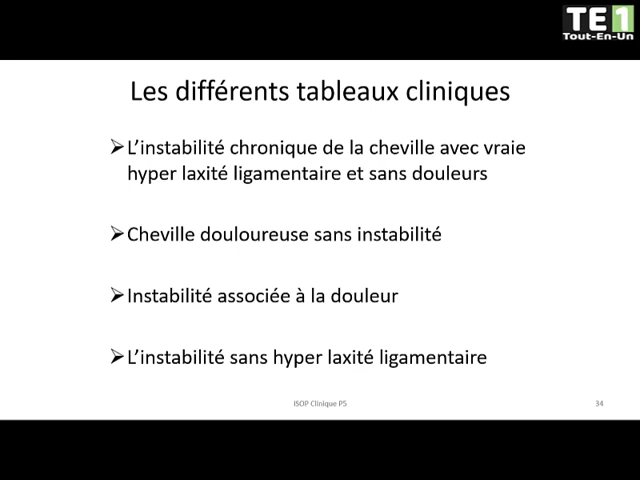 TE1
Tout-En-Un
Les différents tableaux cliniques
➢L’instabilité chronique de la cheville avec vraie
hyper laxité ligamentaire et sans douleurs
➢Cheville douloureuse sans instabilité
➢Instabilité associée à la douleur
➢L’instabilité sans hyper laxité ligamentaire
ISOP Clinique P5
34